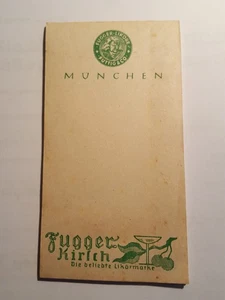 MÜNCHEN
Fugger
Kirsch
Die beliebte Likörmarke